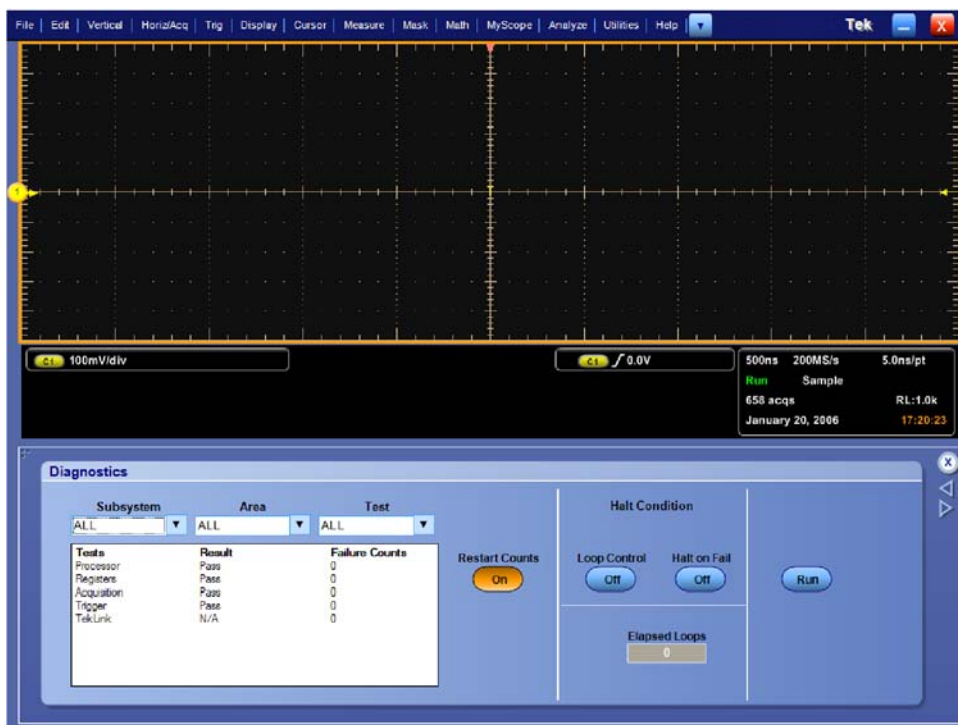 File | Edit | Vertical | Horiz/Acq | Trig | Display | Cursor | Measure | Mask | Math | MyScope | Analyze | Utilities | Help | Tek X
1
C1 100mV/div
C1 0.0V
500ns 200MS/s 5.0ns/pt
Run Sample
658 acqs RL:1.0k
January 20, 2006 17:20:23
Diagnostics X
Subsystem Area Test
ALL ALL ALL
Tests Result Failure Counts
Processor Pass 0
Registers Pass 0
Acquisition Pass 0
Trigger Pass 0
TekLink N/A 0
Restart Counts
On
Halt Condition
Loop Control Halt on Fail
Off Off
Elapsed Loops
0
Run